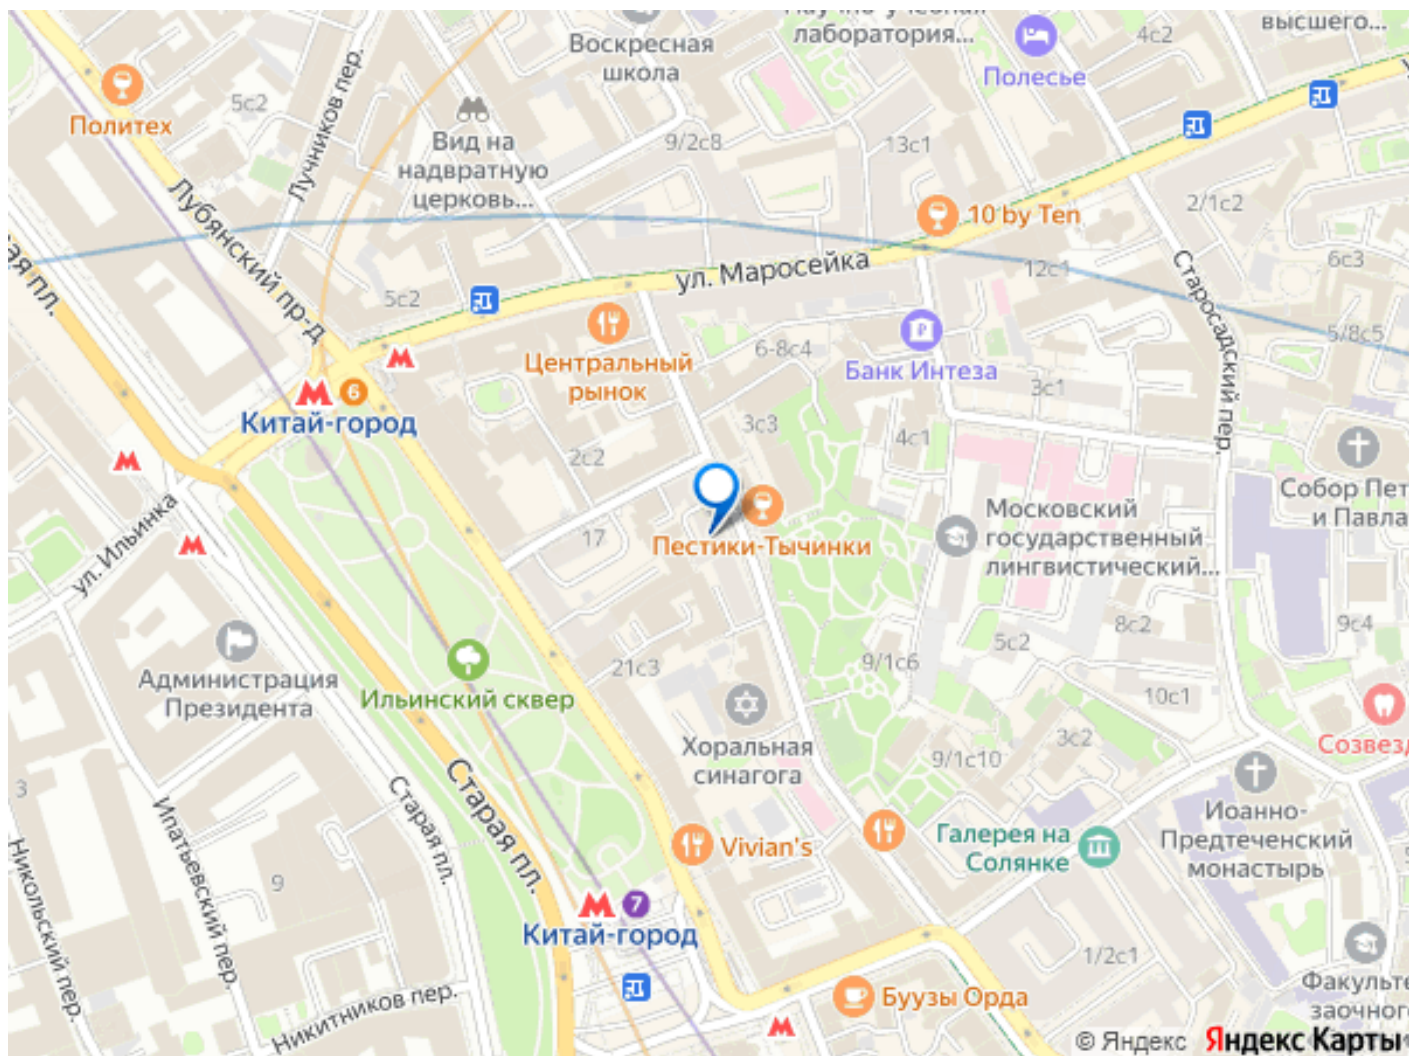 Воскресная
школа
лаборатория...
Полесье
4с2
высшего...
Политех
5с2
Лучников пер.
Вид на
надвратную
церковь...
9/2с8
13с1
10 by Ten
2/1с2
Лубянский пр-д
ул. Маросейка
12с1
6с3
Старосадский пер.
5/8с5
5с2
Центральный
рынок
6-8с4
Банк Интеза
3с1
6
Китай-город
3с3
4с1
2с2
Собор Пет
и Павла
ул. Ильинка
17
Пестики-Тычинки
Московский
государственный
лингвистический...
Администрация
Президента
Ильинский сквер
21с3
9/1с6
5с2
8с2
9с4
10с1
Хоральная
синагога
9/1с10
3с2
Созвезд
3
Старая пл.
Старая пл.
Ипатьевский пер.
Никольский пер.
9
Vivian's
Галерея на
Солянке
Иоанно-
Предтеченский
монастырь
7
Китай-город
Никитников пер.
Буузы Орда
1/2с1
Факульте
заочног
© Яндекс Яндекс Карты